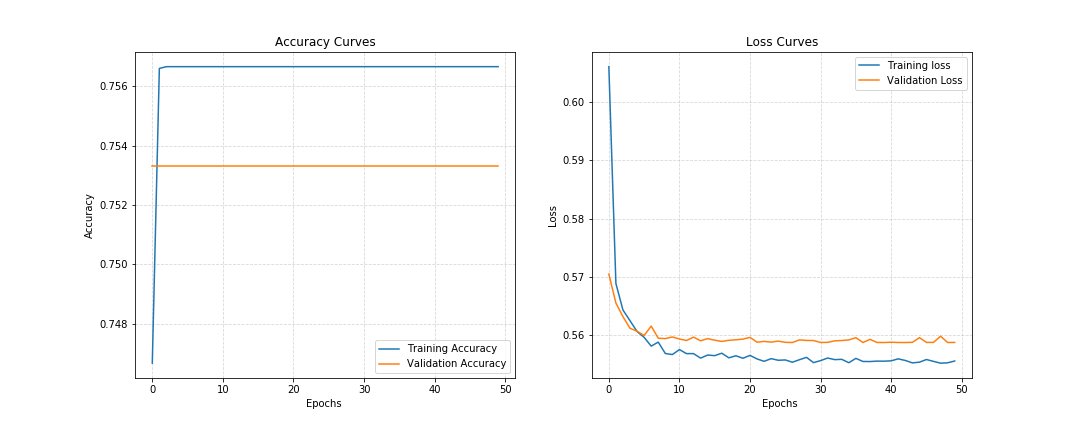 Accuracy Curves
0.756
0.754
0.752
0.750
0.748
Accuracy
Training Accuracy
Validation Accuracy
0 10 20 30 40 50
Epochs
Loss Curves
Training loss
Validation Loss
0.60
0.59
0.58
0.57
0.56
Loss
0 10 20 30 40 50
Epochs